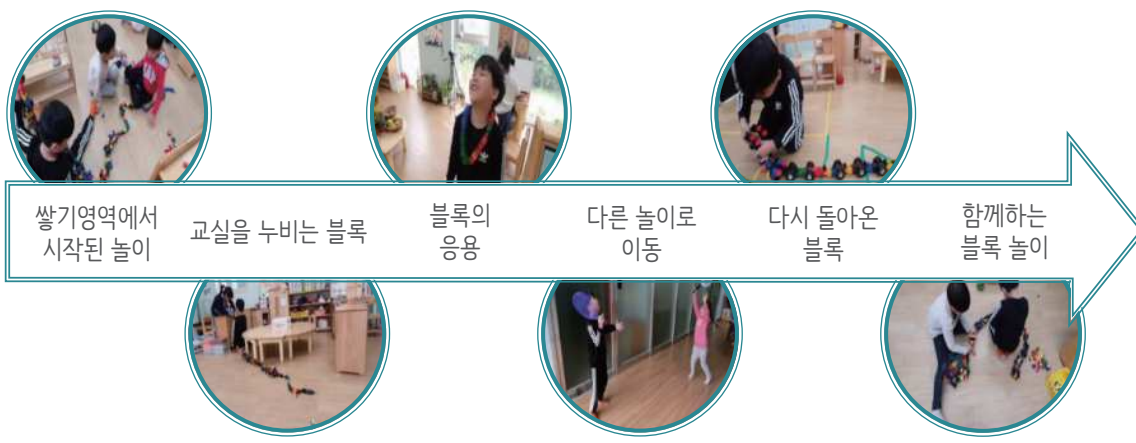 쌓기영역에서
시작된 놀이
교실을 누비는 블록
블록의
응용
다른 놀이로
이동
다시 돌아온
블록
함께하는
블록 놀이